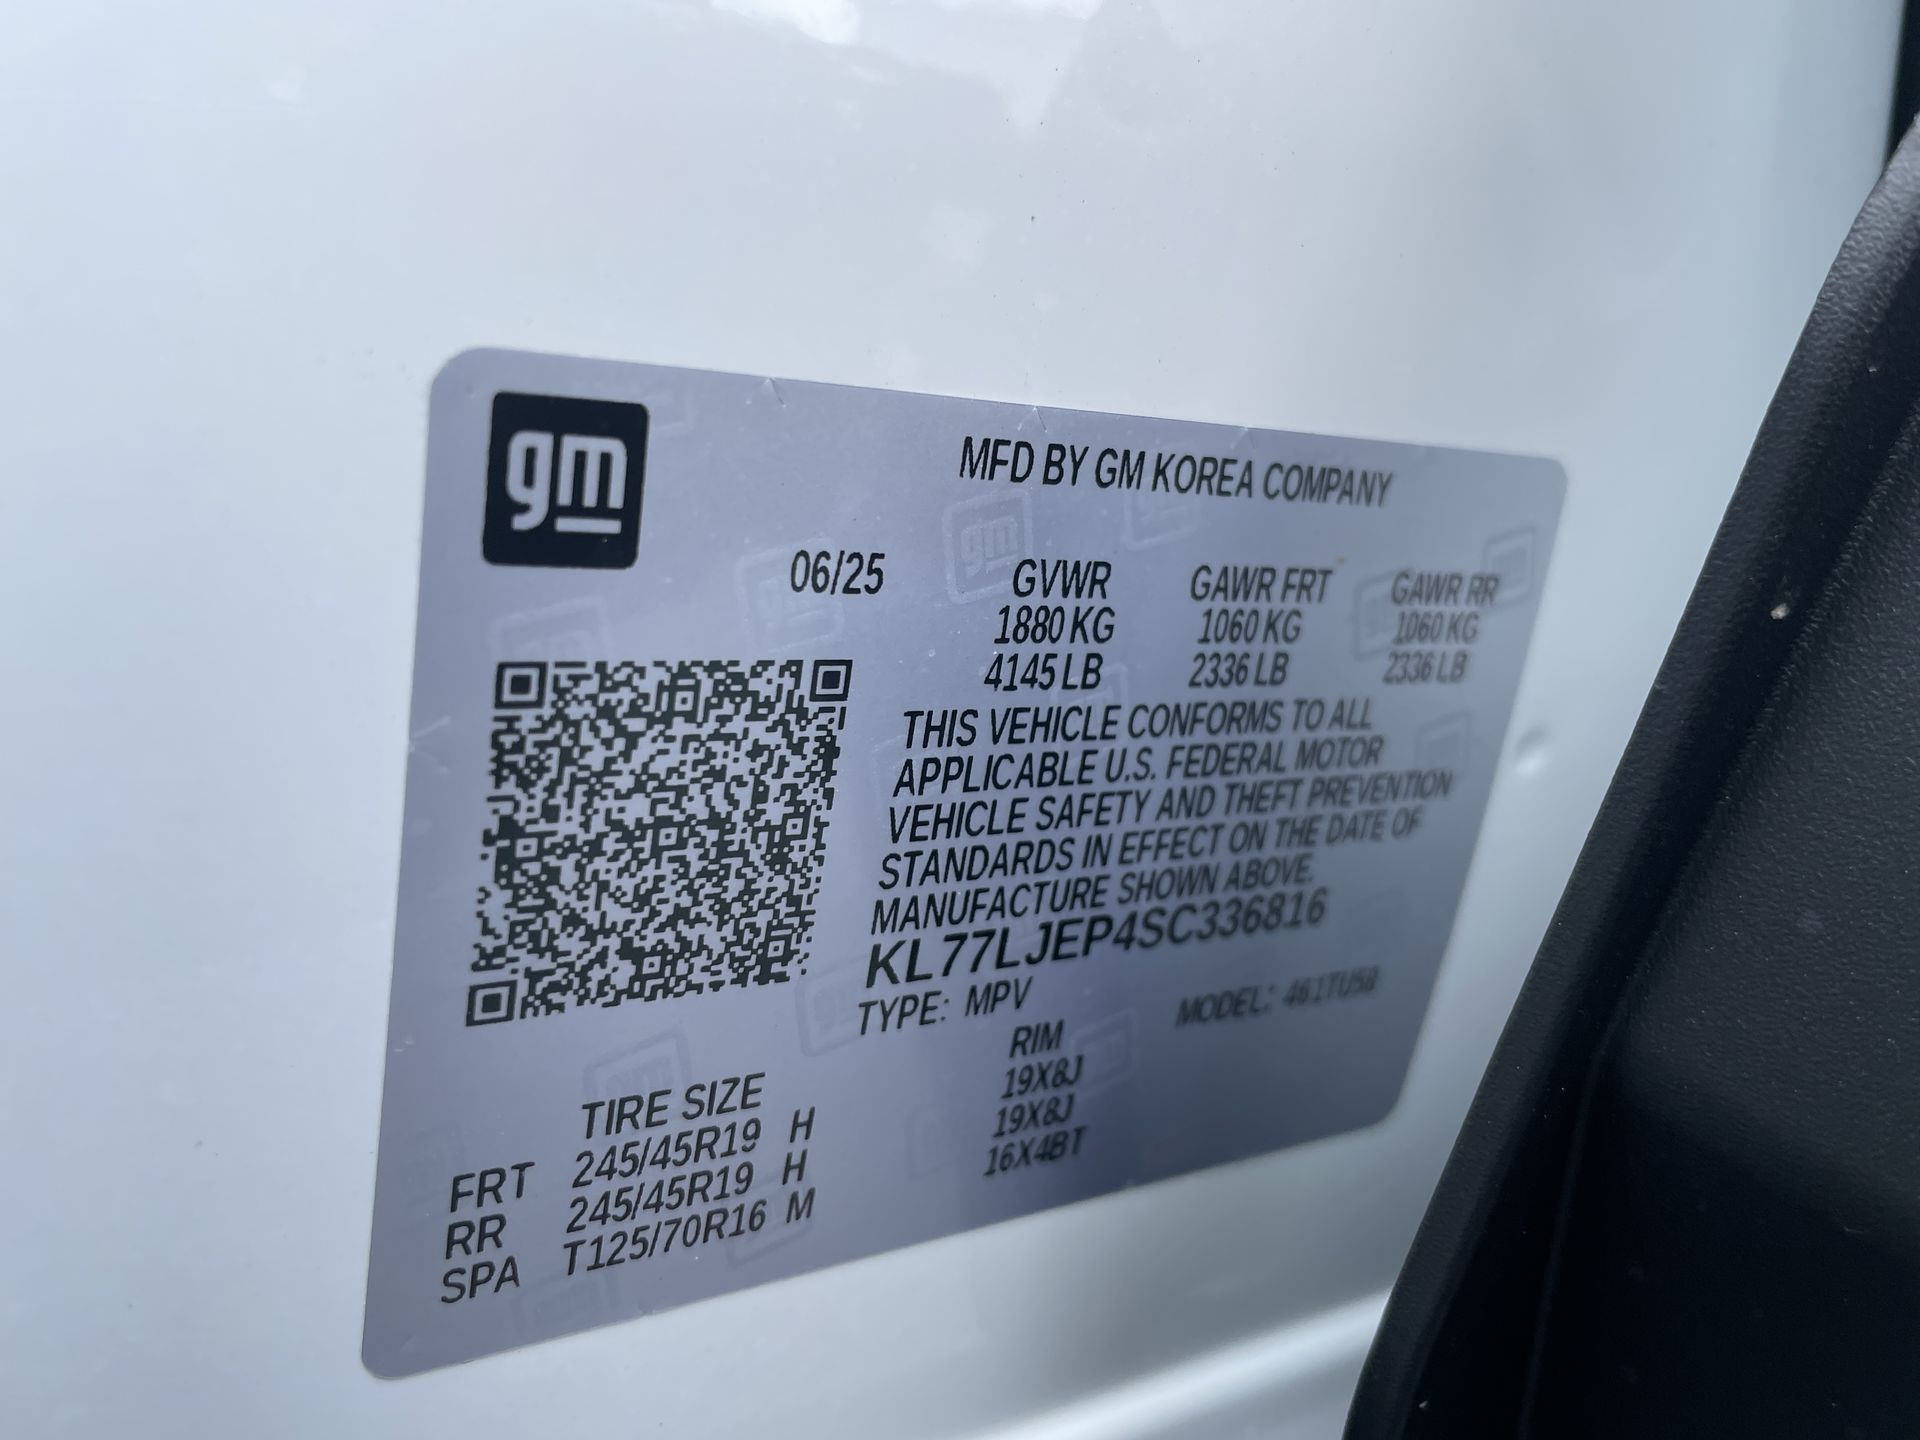 gm
MFD BY GM KOREA COMPANY
06/25 GVWR GAWR FRT GAWR RR
1880 KG 1060 KG 1060 KG
4145 LB 2336 LB 2336 LB
THIS VEHICLE CONFORMS TO ALL
APPLICABLE U.S. FEDERAL MOTOR
VEHICLE SAFETY AND THEFT PREVENTION
STANDARDS IN EFFECT ON THE DATE OF
MANUFACTURE SHOWN ABOVE.
KL77LJEP4SC336816
TYPE: MPV MODEL:
TIRE SIZE RIM
FRT 245/45R19 H 19X8J
RR 245/45R19 H 19X8J
SPA T125/70R16 M 16X4BT